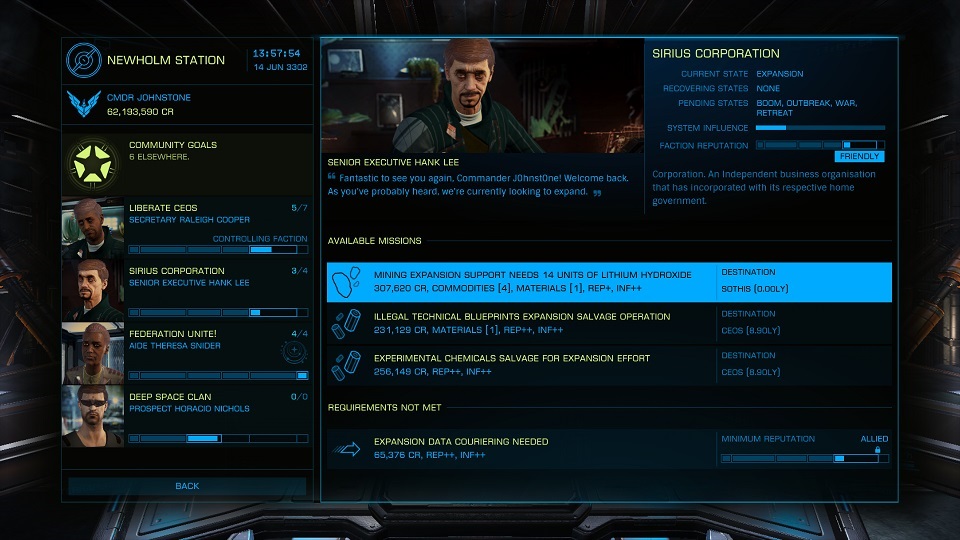 NEWHOLM STATION
13:57:54
14 JUN 3302
CMDR JOHNSTONE
62,193,590 CR
COMMUNITY GOALS
6 ELSEWHERE.
LIBERATE CEOS 5/7
SECRETARY RALEIGH COOPER
CONTROLLING FACTION
SIRIUS CORPORATION 3/4
SENIOR EXECUTIVE HANK LEE
FEDERATION UNITE! 4/4
AIDE THERESA SNIDER
DEEP SPACE CLAN 0/0
PROSPECT HORACIO NICHOLS
BACK
SENIOR EXECUTIVE HANK LEE
“ Fantastic to see you again, Commander J0hnst0ne! Welcome back.
As you've probably heard, we're currently looking to expand. ”
SIRIUS CORPORATION
CURRENT STATE EXPANSION
RECOVERING STATES NONE
PENDING STATES BOOM, OUTBREAK, WAR,
RETREAT
SYSTEM INFLUENCE
FACTION REPUTATION
FRIENDLY
Corporation. An Independent business organisation
that has incorporated with its respective home
government.
AVAILABLE MISSIONS
MINING EXPANSION SUPPORT NEEDS 14 UNITS OF LITHIUM HYDROXIDE
307,620 CR, COMMODITIES [4], MATERIALS [1], REP+, INF++
DESTINATION
SOTHIS [0.00LY]
ILLEGAL TECHNICAL BLUEPRINTS EXPANSION SALVAGE OPERATION
231,129 CR, MATERIALS [1], REP++, INF++
DESTINATION
CEOS [8.90LY]
EXPERIMENTAL CHEMICALS SALVAGE FOR EXPANSION EFFORT
256,149 CR, REP++, INF++
DESTINATION
CEOS [8.90LY]
REQUIREMENTS NOT MET
EXPANSION DATA COURIERING NEEDED
65,376 CR, REP++, INF++
MINIMUM REPUTATION ALLIED